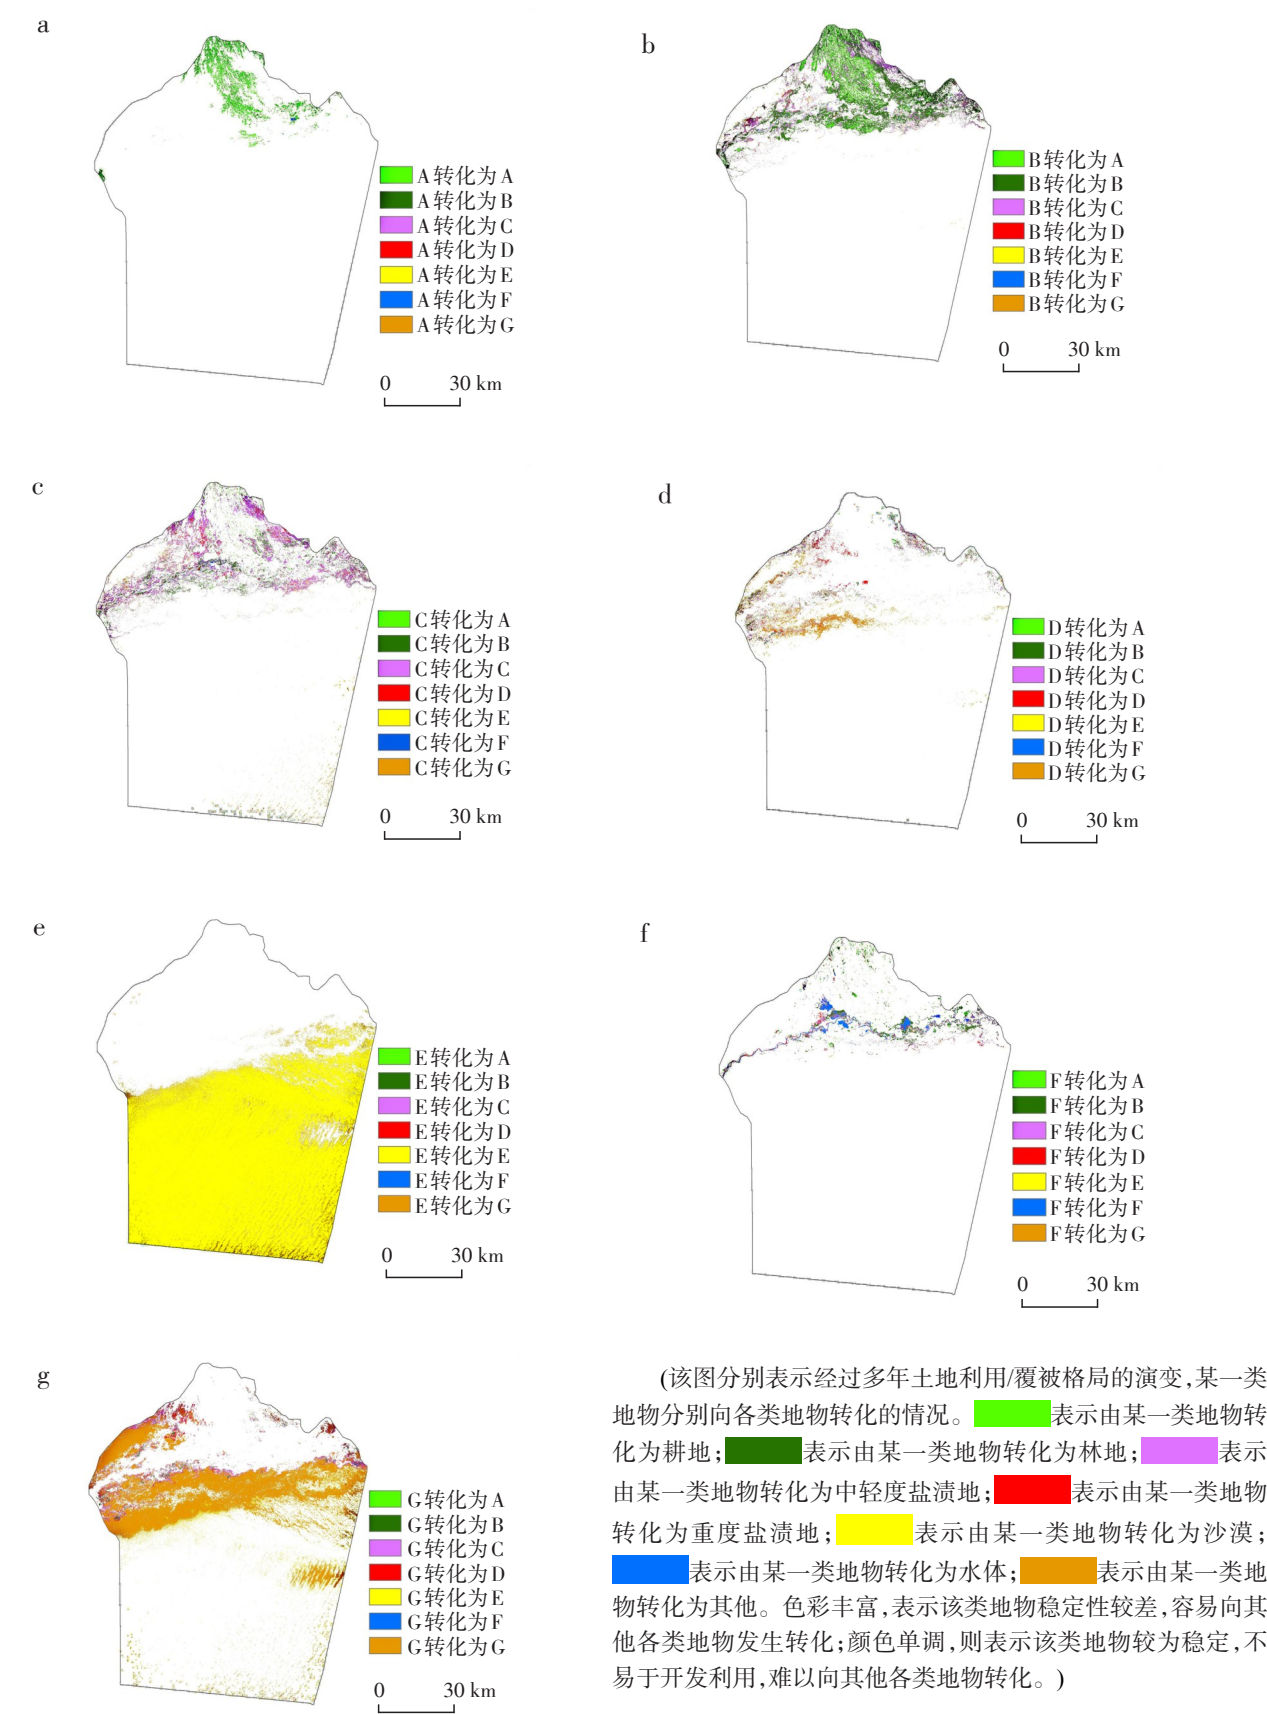 a
A转化为A
A转化为B
A转化为C
A转化为D
A转化为E
A转化为F
A转化为G
0 30 km
b
B转化为A
B转化为B
B转化为C
B转化为D
B转化为E
B转化为F
B转化为G
0 30 km
c
C转化为A
C转化为B
C转化为C
C转化为D
C转化为E
C转化为F
C转化为G
0 30 km
d
D转化为A
D转化为B
D转化为C
D转化为D
D转化为E
D转化为F
D转化为G
0 30 km
e
E转化为A
E转化为B
E转化为C
E转化为D
E转化为E
E转化为F
E转化为G
0 30 km
f
F转化为A
F转化为B
F转化为C
F转化为D
F转化为E
F转化为F
F转化为G
0 30 km
g
G转化为A
G转化为B
G转化为C
G转化为D
G转化为E
G转化为F
G转化为G
0 30 km
(该图分别表示经过多年土地利用/覆被格局的演变,某一类
地物分别向各类地物转化的情况。表示由某一类地物转
化为耕地;表示由某一类地物转化为林地;表示
由某一类地物转化为中轻度盐渍地;表示由某一类地物
转化为重度盐渍地;表示由某一类地物转化为沙漠;
表示由某一类地物转化为水体;表示由某一类地
物转化为其他。色彩丰富,表示该类地物稳定性较差,容易向其
他各类地物发生转化;颜色单调,则表示该类地物较为稳定,不
易于开发利用,难以向其他各类地物转化。)